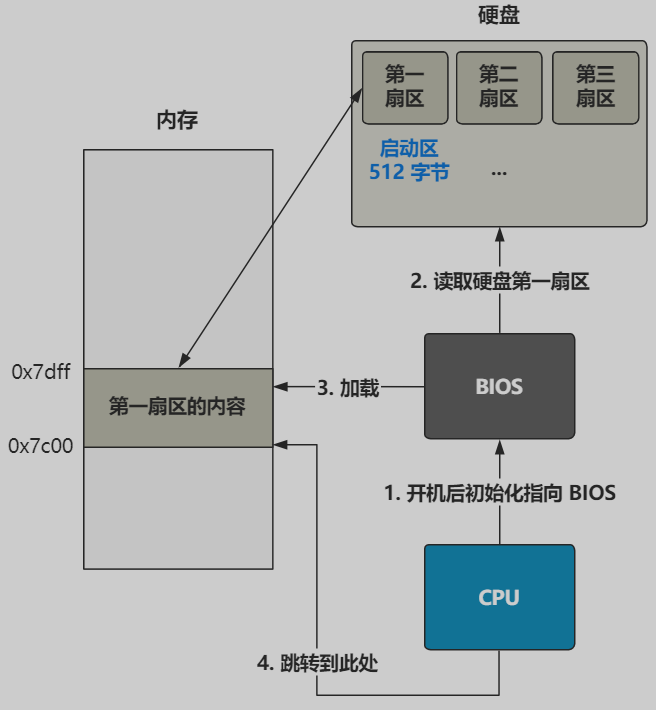 硬盘
第一
扇区
第二
扇区
第三
扇区
启动区
512 字节
...
内存
2. 读取硬盘第一扇区
0x7dff
第一扇区的内容
3. 加载
BIOS
0x7c00
1. 开机后初始化指向 BIOS
CPU
4. 跳转到此处